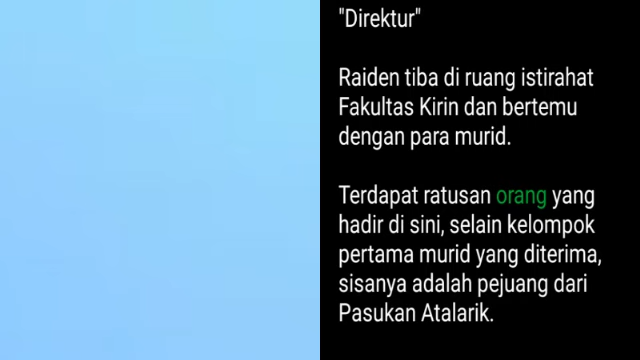 "Direktur"
Raiden tiba di ruang istirahat
Fakultas Kirin dan bertemu
dengan para murid.
Terdapat ratusan orang yang
hadir di sini, selain kelompok
pertama murid yang diterima,
sisanya adalah pejuang dari
Pasukan Atalarik.